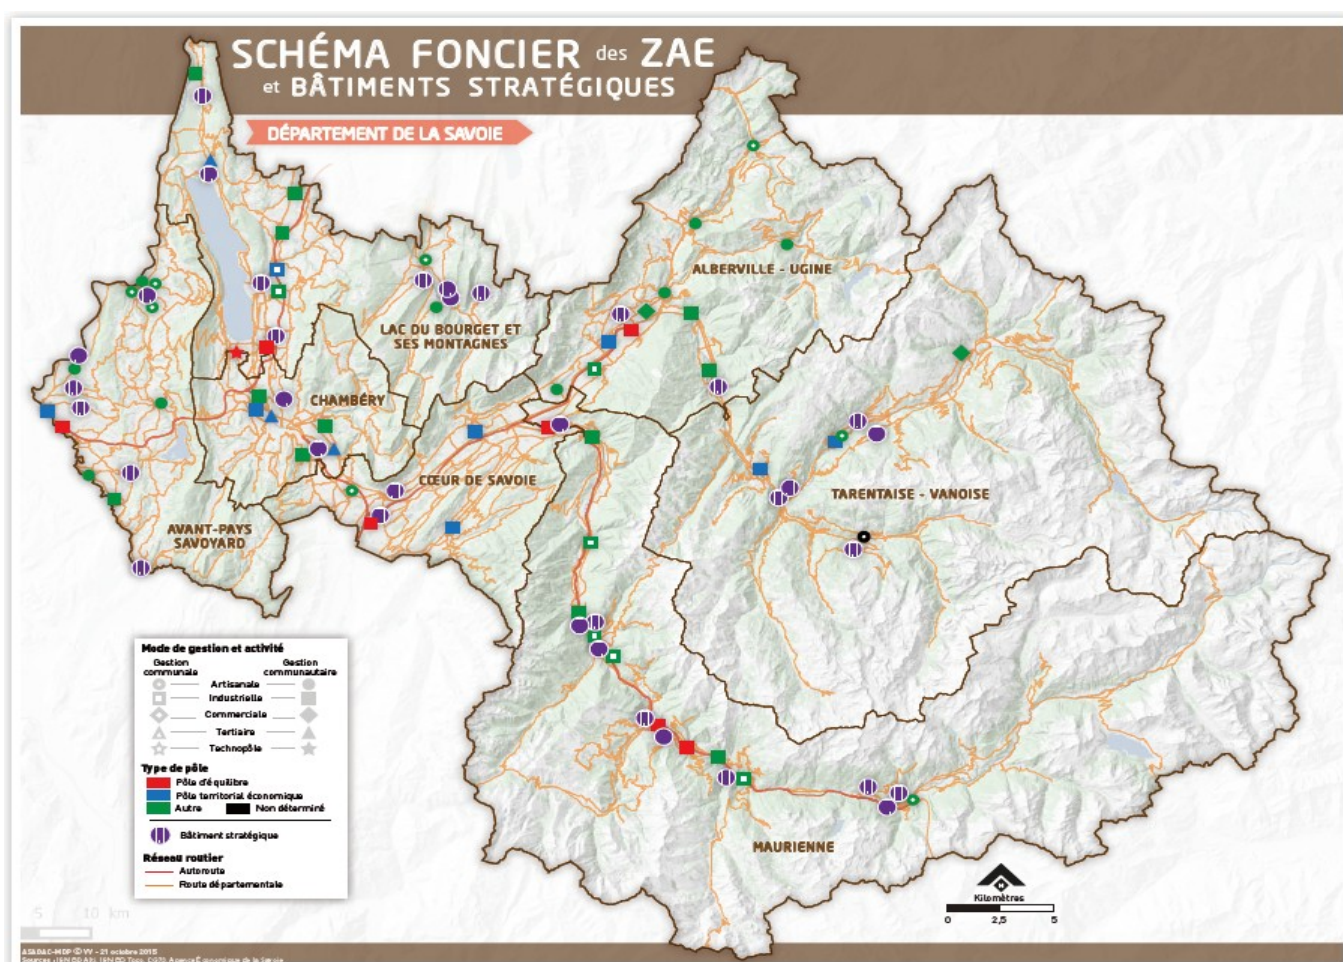 SCHÉMA FONCIER des ZAE
et BÂTIMENTS STRATÉGIQUES
DÉPARTEMENT DE LA SAVOIE
ALBERVILLE - UGINE
LAC DU BOURGET ET
SES MONTAGNES
CHAMBÉRY
CŒUR DE SAVOIE
TARENTAISE - VANOISE
AVANT-PAYS
SAVOYARD
MAURIENNE
Mode de gestion et activité
Gestion communale
Gestion communautaire
Artisanale
Industrielle
Commerciale
Tertiaire
Technopôle
Type de pôle
Pôle d'équilibre
Pôle territorial économique
Autre
Non déterminé
Bâtiment stratégique
Réseau routier
Autoroute
Route départementale
N
Kilomètres
0 2,5 5
5 10 km
ASADAC-MDP © VV - 21 octobre 2015